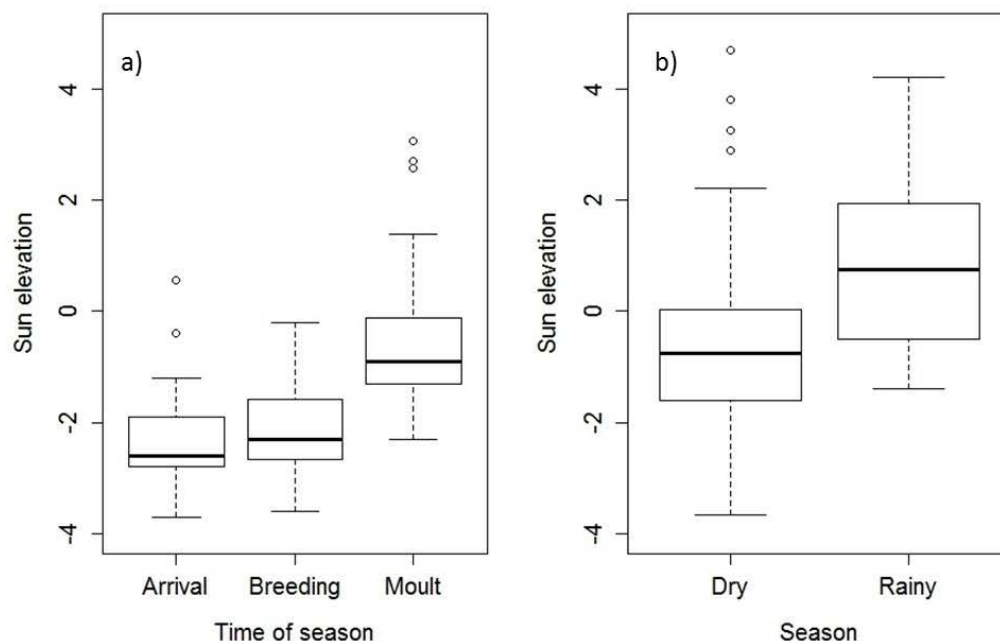 a)
Sun elevation
4
2
0
-2
-4
Arrival Breeding Moult
Time of season
b)
Sun elevation
4
2
0
-2
-4
Dry Rainy
Season